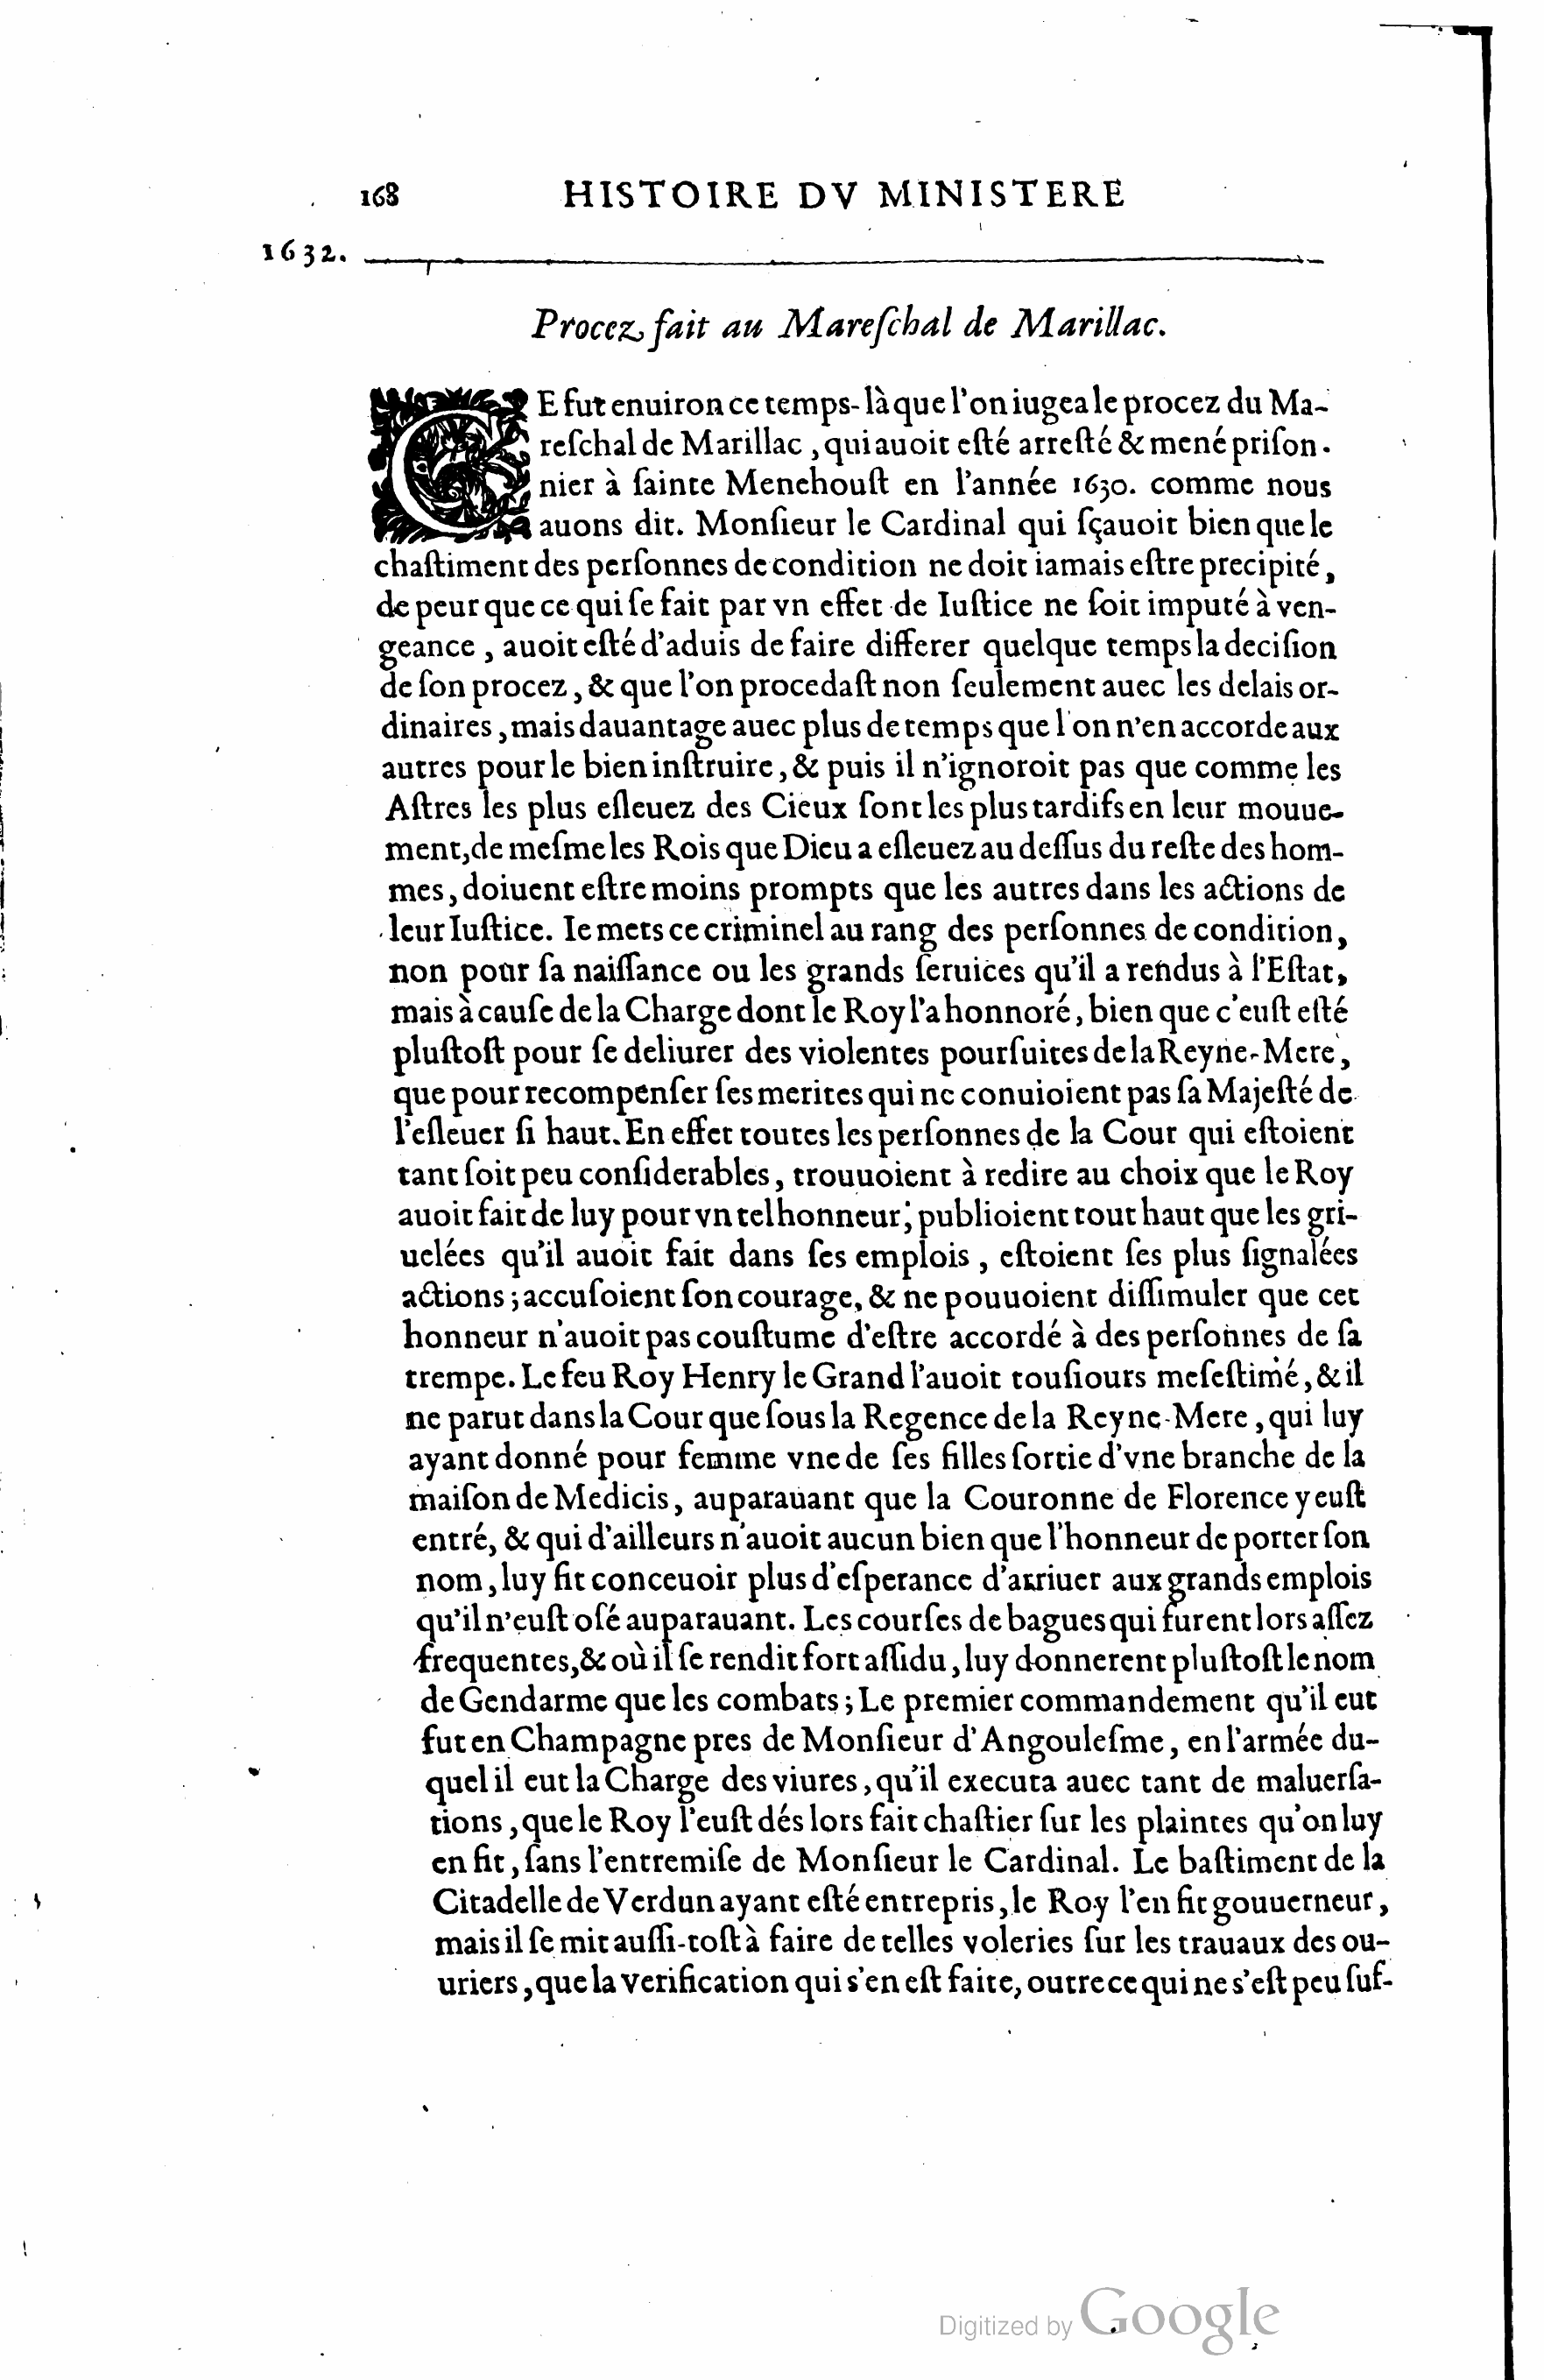 168 HISTOIRE DV MINISTERE
1632.
Procez fait au Mareſchal de Marillac.
CE fut enuiron ce temps-là que l'on iugea le procez du Ma-
reſchal de Marillac, qui auoit eſté arreſté & mené priſon-
nier à ſainte Menehouſt en l'année 1630. comme nous
auons dit. Monſieur le Cardinal qui ſçauoit bien que le
chaſtiment des perſonnes de condition ne doit iamais eſtre precipité,
de peur que ce qui ſe fait par vn effet de Iuſtice ne ſoit imputé à ven-
geance, auoit eſté d'aduis de faire differer quelque temps la deciſion
de ſon procez, & que l'on procedaſt non ſeulement auec les delais or-
dinaires, mais dauantage auec plus de temps que l'on n'en accorde aux
autres pour le bien inſtruire, & puis il n'ignoroit pas que comme les
Aſtres les plus eſleuez des Cieux ſont les plus tardifs en leur mouue-
ment, de meſme les Rois que Dieu a eſleuez au deſſus du reſte des hom-
mes, doiuent eſtre moins prompts que les autres dans les actions de
leur Iuſtice. Ie mets ce criminel au rang des perſonnes de condition,
non pour ſa naiſſance ou les grands ſeruices qu'il a rendus à l'Eſtat,
mais à cauſe de la Charge dont le Roy l'a honnoré, bien que c'euſt eſté
pluſtoſt pour ſe deliurer des violentes pourſuites de la Reyne-Mere,
que pour recompenſer ſes merites qui ne conuioient pas ſa Majeſté de
l'eſleuer ſi haut. En effet toutes les perſonnes de la Cour qui eſtoient
tant ſoit peu conſiderables, trouuoient à redire au choix que le Roy
auoit fait de luy pour vn tel honneur; publioient tout haut que les gri-
uelées qu'il auoit fait dans ſes emplois, eſtoient ſes plus ſignalées
actions; accuſoient ſon courage, & ne pouuoient diſſimuler que cet
honneur n'auoit pas couſtume d'eſtre accordé à des perſonnes de ſa
trempe. Le feu Roy Henry le Grand l'auoit touſiours meſeſtimé, & il
ne parut dans la Cour que ſous la Regence de la Reyne-Mere, qui luy
ayant donné pour femme vne de ſes filles ſortie d'vne branche de la
maiſon de Medicis, auparauant que la Couronne de Florence y euſt
entré, & qui d'ailleurs n'auoit aucun bien que l'honneur de porter ſon
nom, luy fit conceuoir plus d'eſperance d'arriuer aux grands emplois
qu'il n'euſt oſé auparauant. Les courſes de bagues qui furent lors aſſez
frequentes, & où il ſe rendit fort aſſidu, luy donnerent pluſtoſt le nom
de Gendarme que les combats; Le premier commandement qu'il eut
fut en Champagne pres de Monſieur d'Angouleſme, en l'armée du-
quel il eut la Charge des viures, qu'il executa auec tant de maluerſa-
tions, que le Roy l'euſt dés lors fait chaſtier ſur les plaintes qu'on luy
en fit, ſans l'entremiſe de Monſieur le Cardinal. Le baſtiment de la
Citadelle de Verdun ayant eſté entrepris, le Roy l'en fit gouuerneur,
mais il ſe mit auſſi-toſt à faire de telles voleries ſur les trauaux des ou-
uriers, que la verification qui s'en eſt faite, outre ce qui ne s'eſt peu ſuf-
Digitized by Google